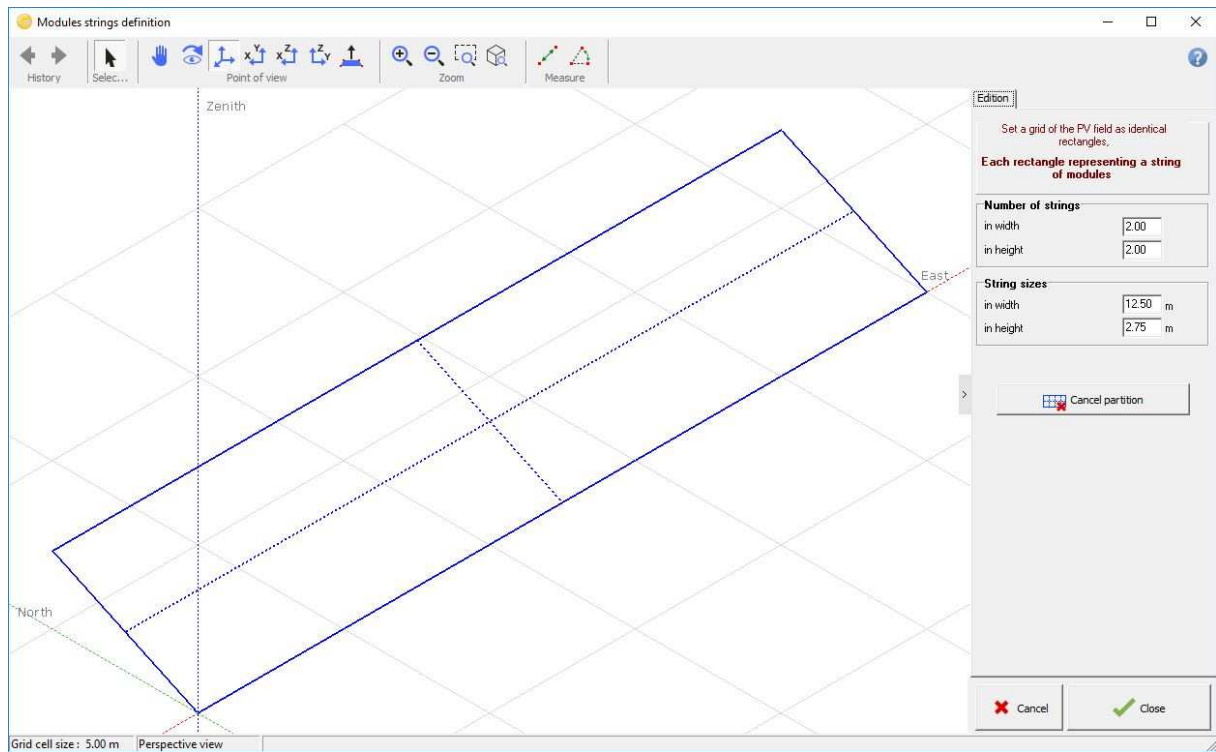 Modules strings definition
History
Selec...
Point of view
Zoom
Measure
Zenith
East
North
Edition
Set a grid of the PV field as identical
rectangles,
Each rectangle representing a string
of modules
Number of strings
in width 2.00
in height 2.00
String sizes
in width 12.50 m
in height 2.75 m
Cancel partition
Cancel
Close
Grid cell size : 5.00 m
Perspective view